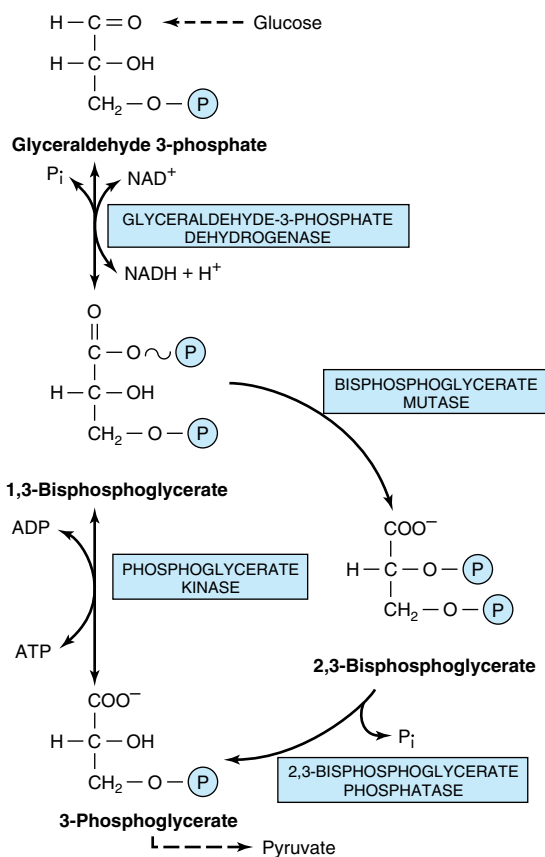 H — C = O
Glucose
H — C — OH
CH₂ — O — P
Glyceraldehyde 3-phosphate
Pi
NAD⁺
GLYCERALDEHYDE-3-PHOSPHATE
DEHYDROGENASE
NADH + H⁺
O
C — O ~ P
H — C — OH
CH₂ — O — P
1,3-Bisphosphoglycerate
BISPHOSPHOGLYCERATE
MUTASE
COO⁻
H — C — O — P
CH₂ — O — P
2,3-Bisphosphoglycerate
ADP
PHOSPHOGLYCERATE
KINASE
ATP
COO⁻
H — C — OH
CH₂ — O — P
3-Phosphoglycerate
Pi
2,3-BISPHOSPHOGLYCERATE
PHOSPHATASE
Pyruvate